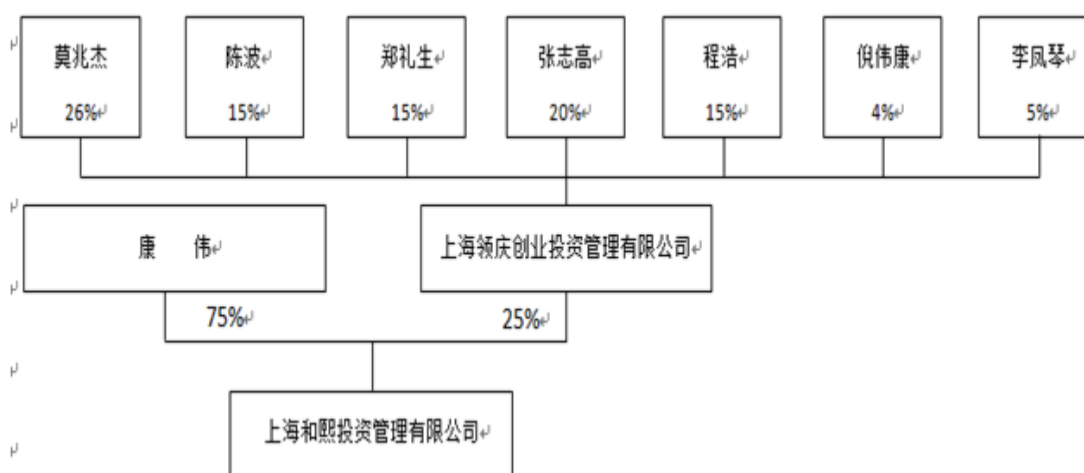 莫兆杰 陈波 郑礼生 张志高 程浩 倪伟康 李凤琴
26% 15% 15% 20% 15% 4% 5%
康 伟 上海领庆创业投资管理有限公司
75% 25%
上海和熙投资管理有限公司